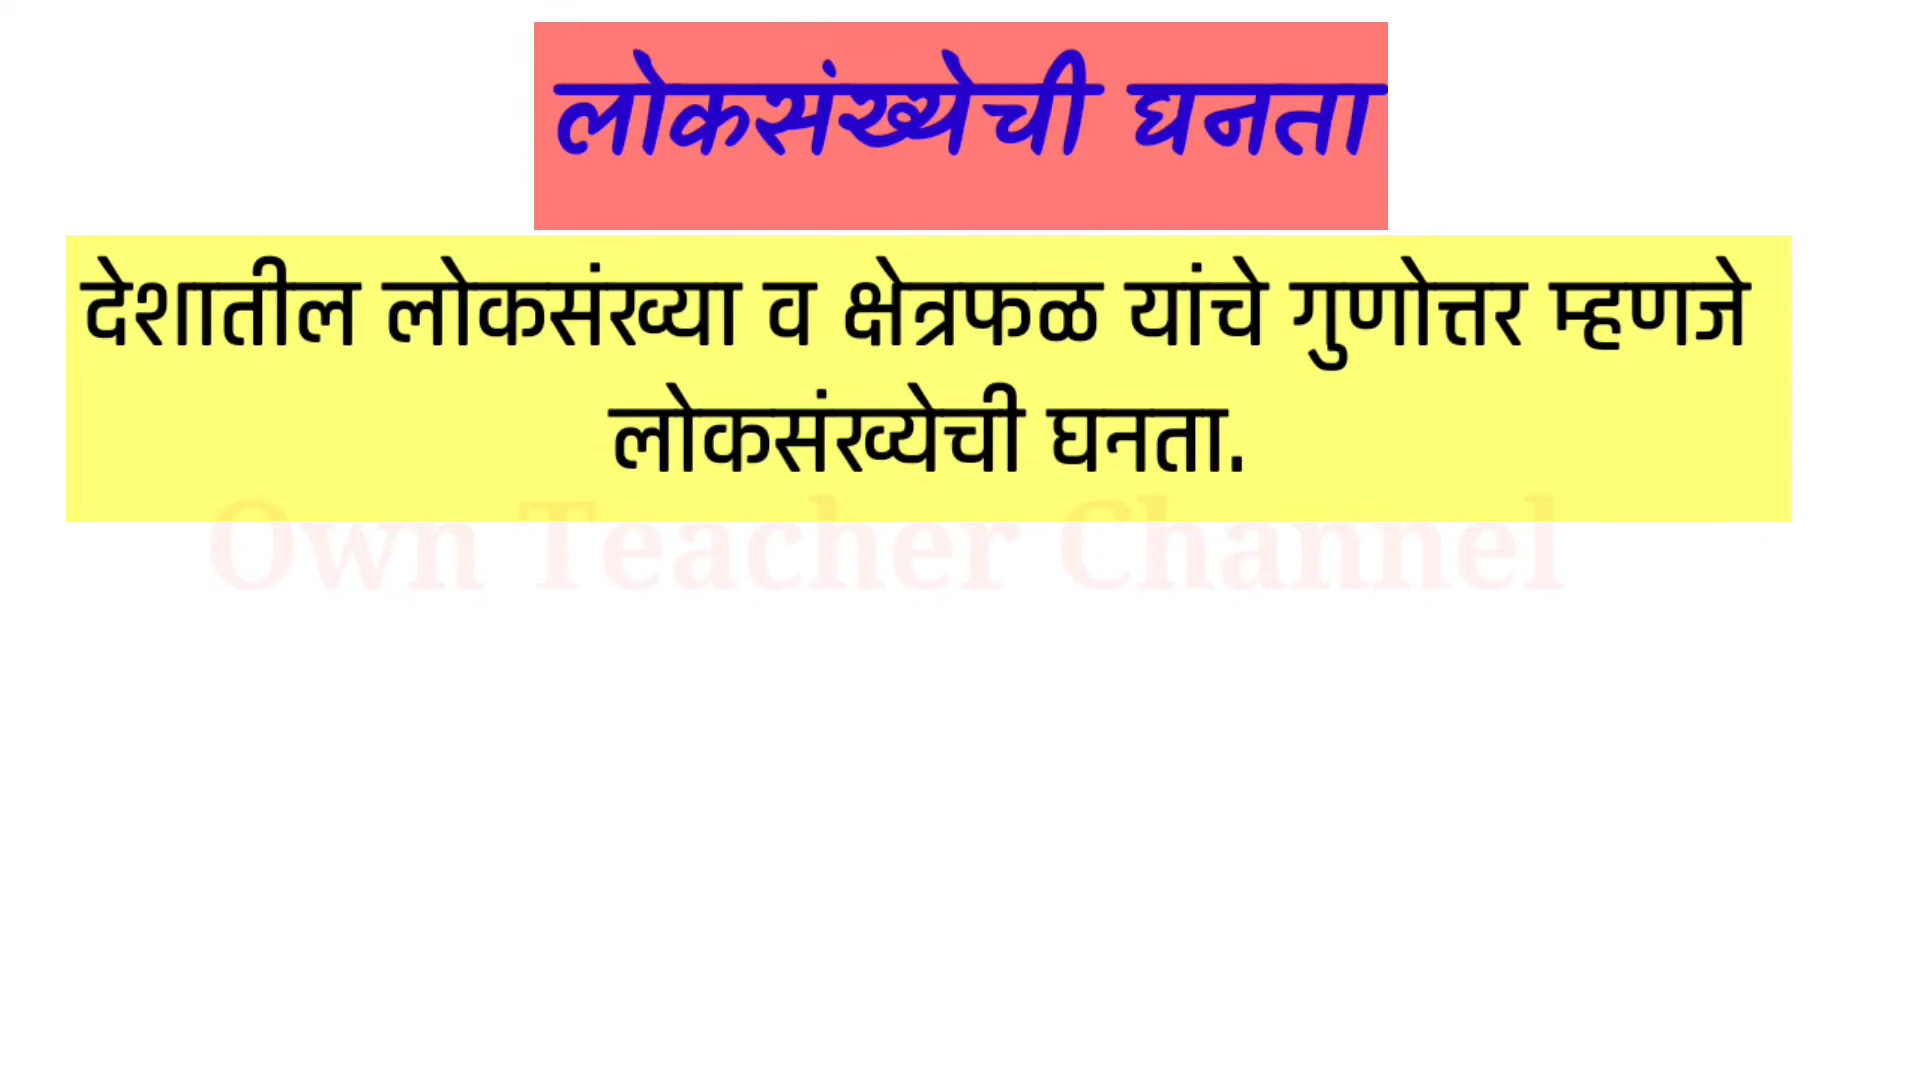 लोकसंख्येची घनता
देशातील लोकसंख्या व क्षेत्रफळ यांचे गुणोत्तर म्हणजे
लोकसंख्येची घनता.
Own Teacher Channel